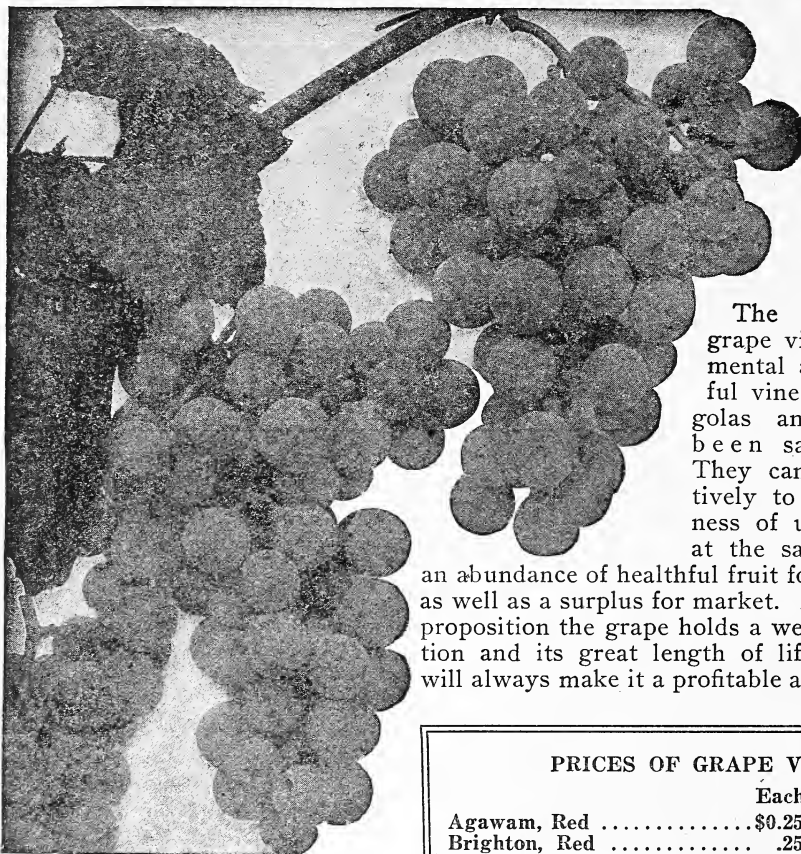 The
grape vi
mental a
ful vine
golas an
been sa
They can
tively to
ness of u
at the sa
an abundance of healthful fruit fo
as well as a surplus for market.
proposition the grape holds a we
tion and its great length of lif
will always make it a profitable a
PRICES OF GRAPE V
Each
Agawam, Red ..............$0.25
Brighton, Red ............. .25